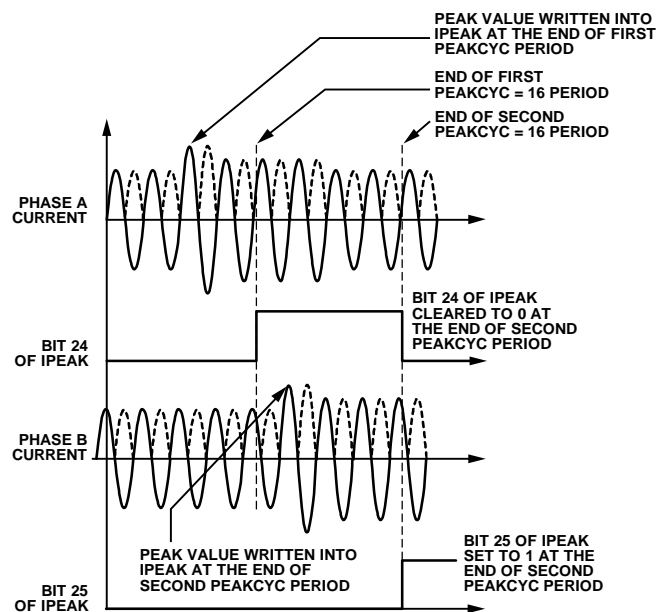 PEAK VALUE WRITTEN INTO
IPEAK AT THE END OF FIRST
PEAKCYC PERIOD
END OF FIRST
PEAKCYC = 16 PERIOD
END OF SECOND
PEAKCYC = 16 PERIOD
PHASE A
CURRENT
BIT 24 OF IPEAK
CLEARED TO 0 AT
THE END OF SECOND
PEAKCYC PERIOD
BIT 24
OF IPEAK
PHASE B
CURRENT
PEAK VALUE WRITTEN INTO
IPEAK AT THE END OF
SECOND PEAKCYC PERIOD
BIT 25 OF IPEAK
SET TO 1 AT THE
END OF SECOND
PEAKCYC PERIOD
BIT 25
OF IPEAK